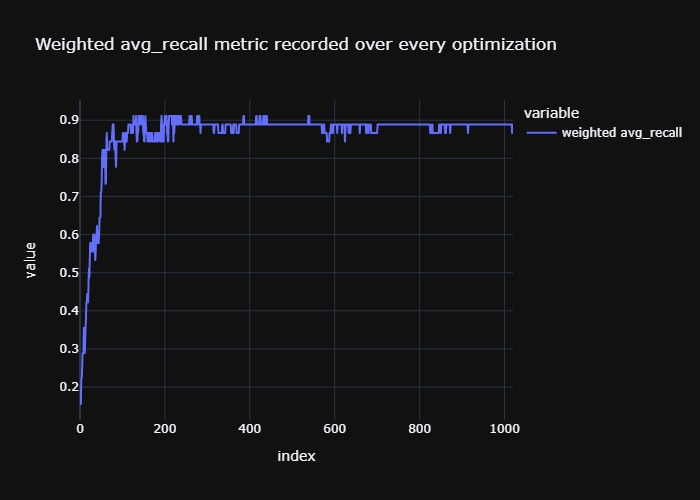 Weighted avg_recall metric recorded over every optimization
variable
weighted avg_recall
value
0.9
0.8
0.7
0.6
0.5
0.4
0.3
0.2
0 200 400 600 800 1000
index